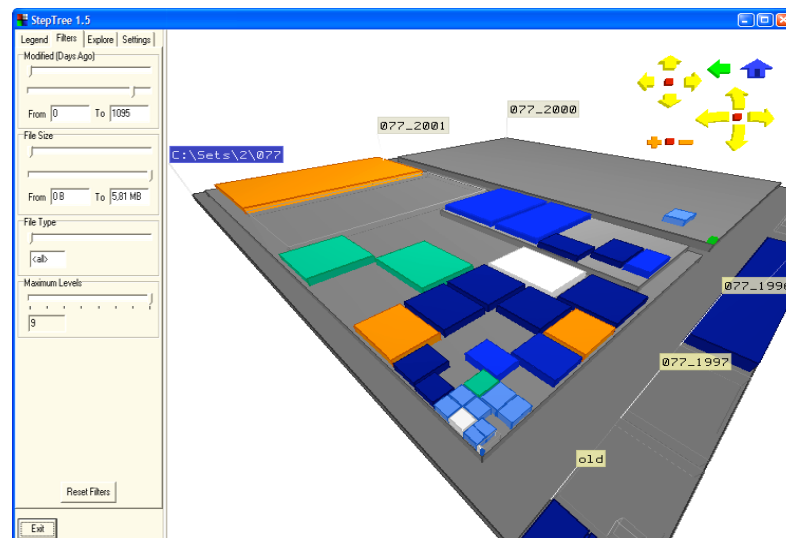 StepTree 1.5
Legend Filters Explore Settings
Modified (Days Ago)
From 0 To 1095
File Size
From 0 B To 5,81 MB
File Type
<all>
Maximum Levels
9
Reset Filters
Exit
077_2000
077_2001
C:\Sets\2\077
077_1996
077_1997
old